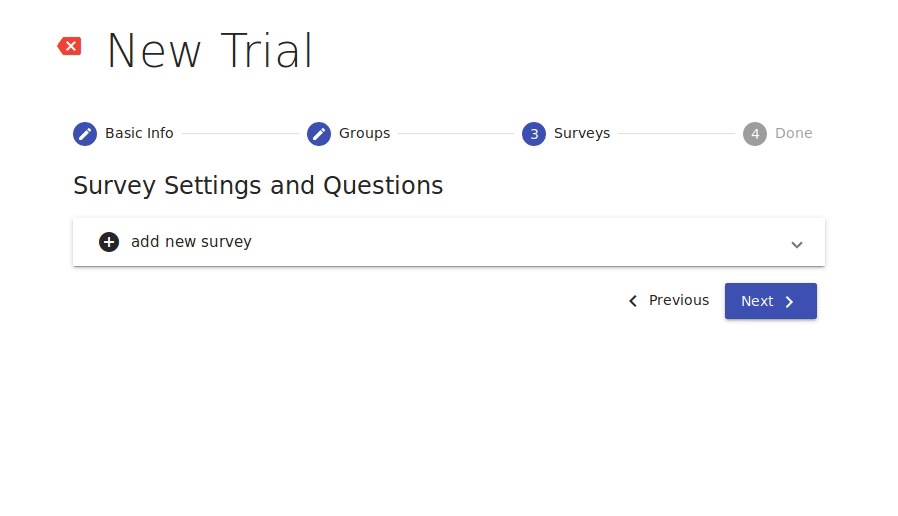 New Trial
Basic Info
Groups
3 Surveys
4 Done
Survey Settings and Questions
add new survey
Previous
Next